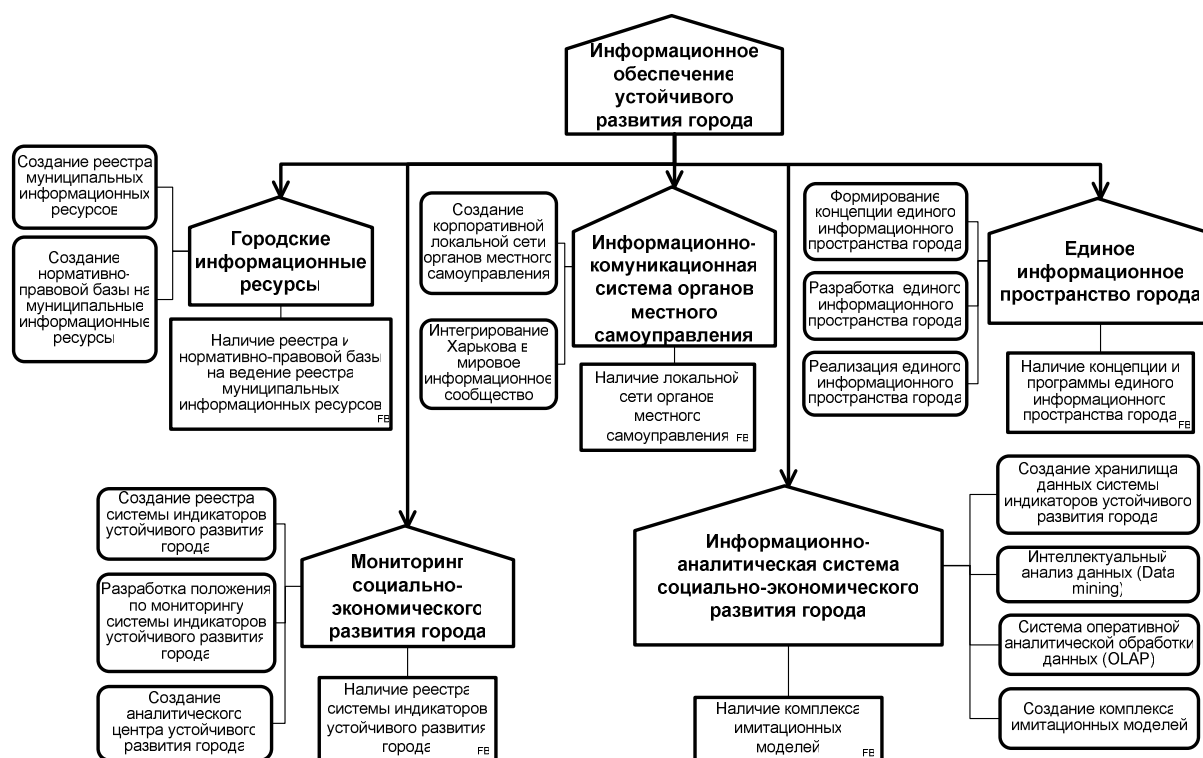 Информационное
обеспечение
устойчивого
развития города
Создание реестра
муниципальных
информационных
ресурсов
Создание
нормативно-
правовой базы на
муниципальные
информационные
ресурсы
Городские
информационные
ресурсы
Наличие реестра и
нормативно-правовой базы
на ведение реестра
муниципальных
информационных ресурсов
FB
Создание
корпоративной
локальной сети
органов местного
самоуправления
Интегрирование
Харькова в
мировое
информационное
сообщество
Информационно-
комуникационная
система органов
местного
самоуправления
Наличие локальной
сети органов
местного
самоуправления
FB
Формирование
концепции единого
информационного
пространства города
Разработка единого
информационного
пространства города
Реализация единого
информационного
пространства города
Единое
информационное
пространство города
Наличие концепции и
программы единого
информационного
пространства города
FB
Создание реестра
системы индикаторов
устойчивого развития
города
Разработка положения
по мониторингу
системы индикаторов
устойчивого развития
города
Создание
аналитического
центра устойчивого
развития города
Мониторинг
социально-
экономического
развития города
Наличие реестра
системы индикаторов
устойчивого развития
города
FB
Информационно-
аналитическая система
социально-экономического
развития города
Наличие комплекса
имитационных
моделей
FB
Создание хранилища
данных системы
индикаторов устойчивого
развития города
Интеллектуальный
анализ данных (Data
mining)
Система оперативной
аналитической обработки
данных (OLAP)
Создание комплекса
имитационных моделей